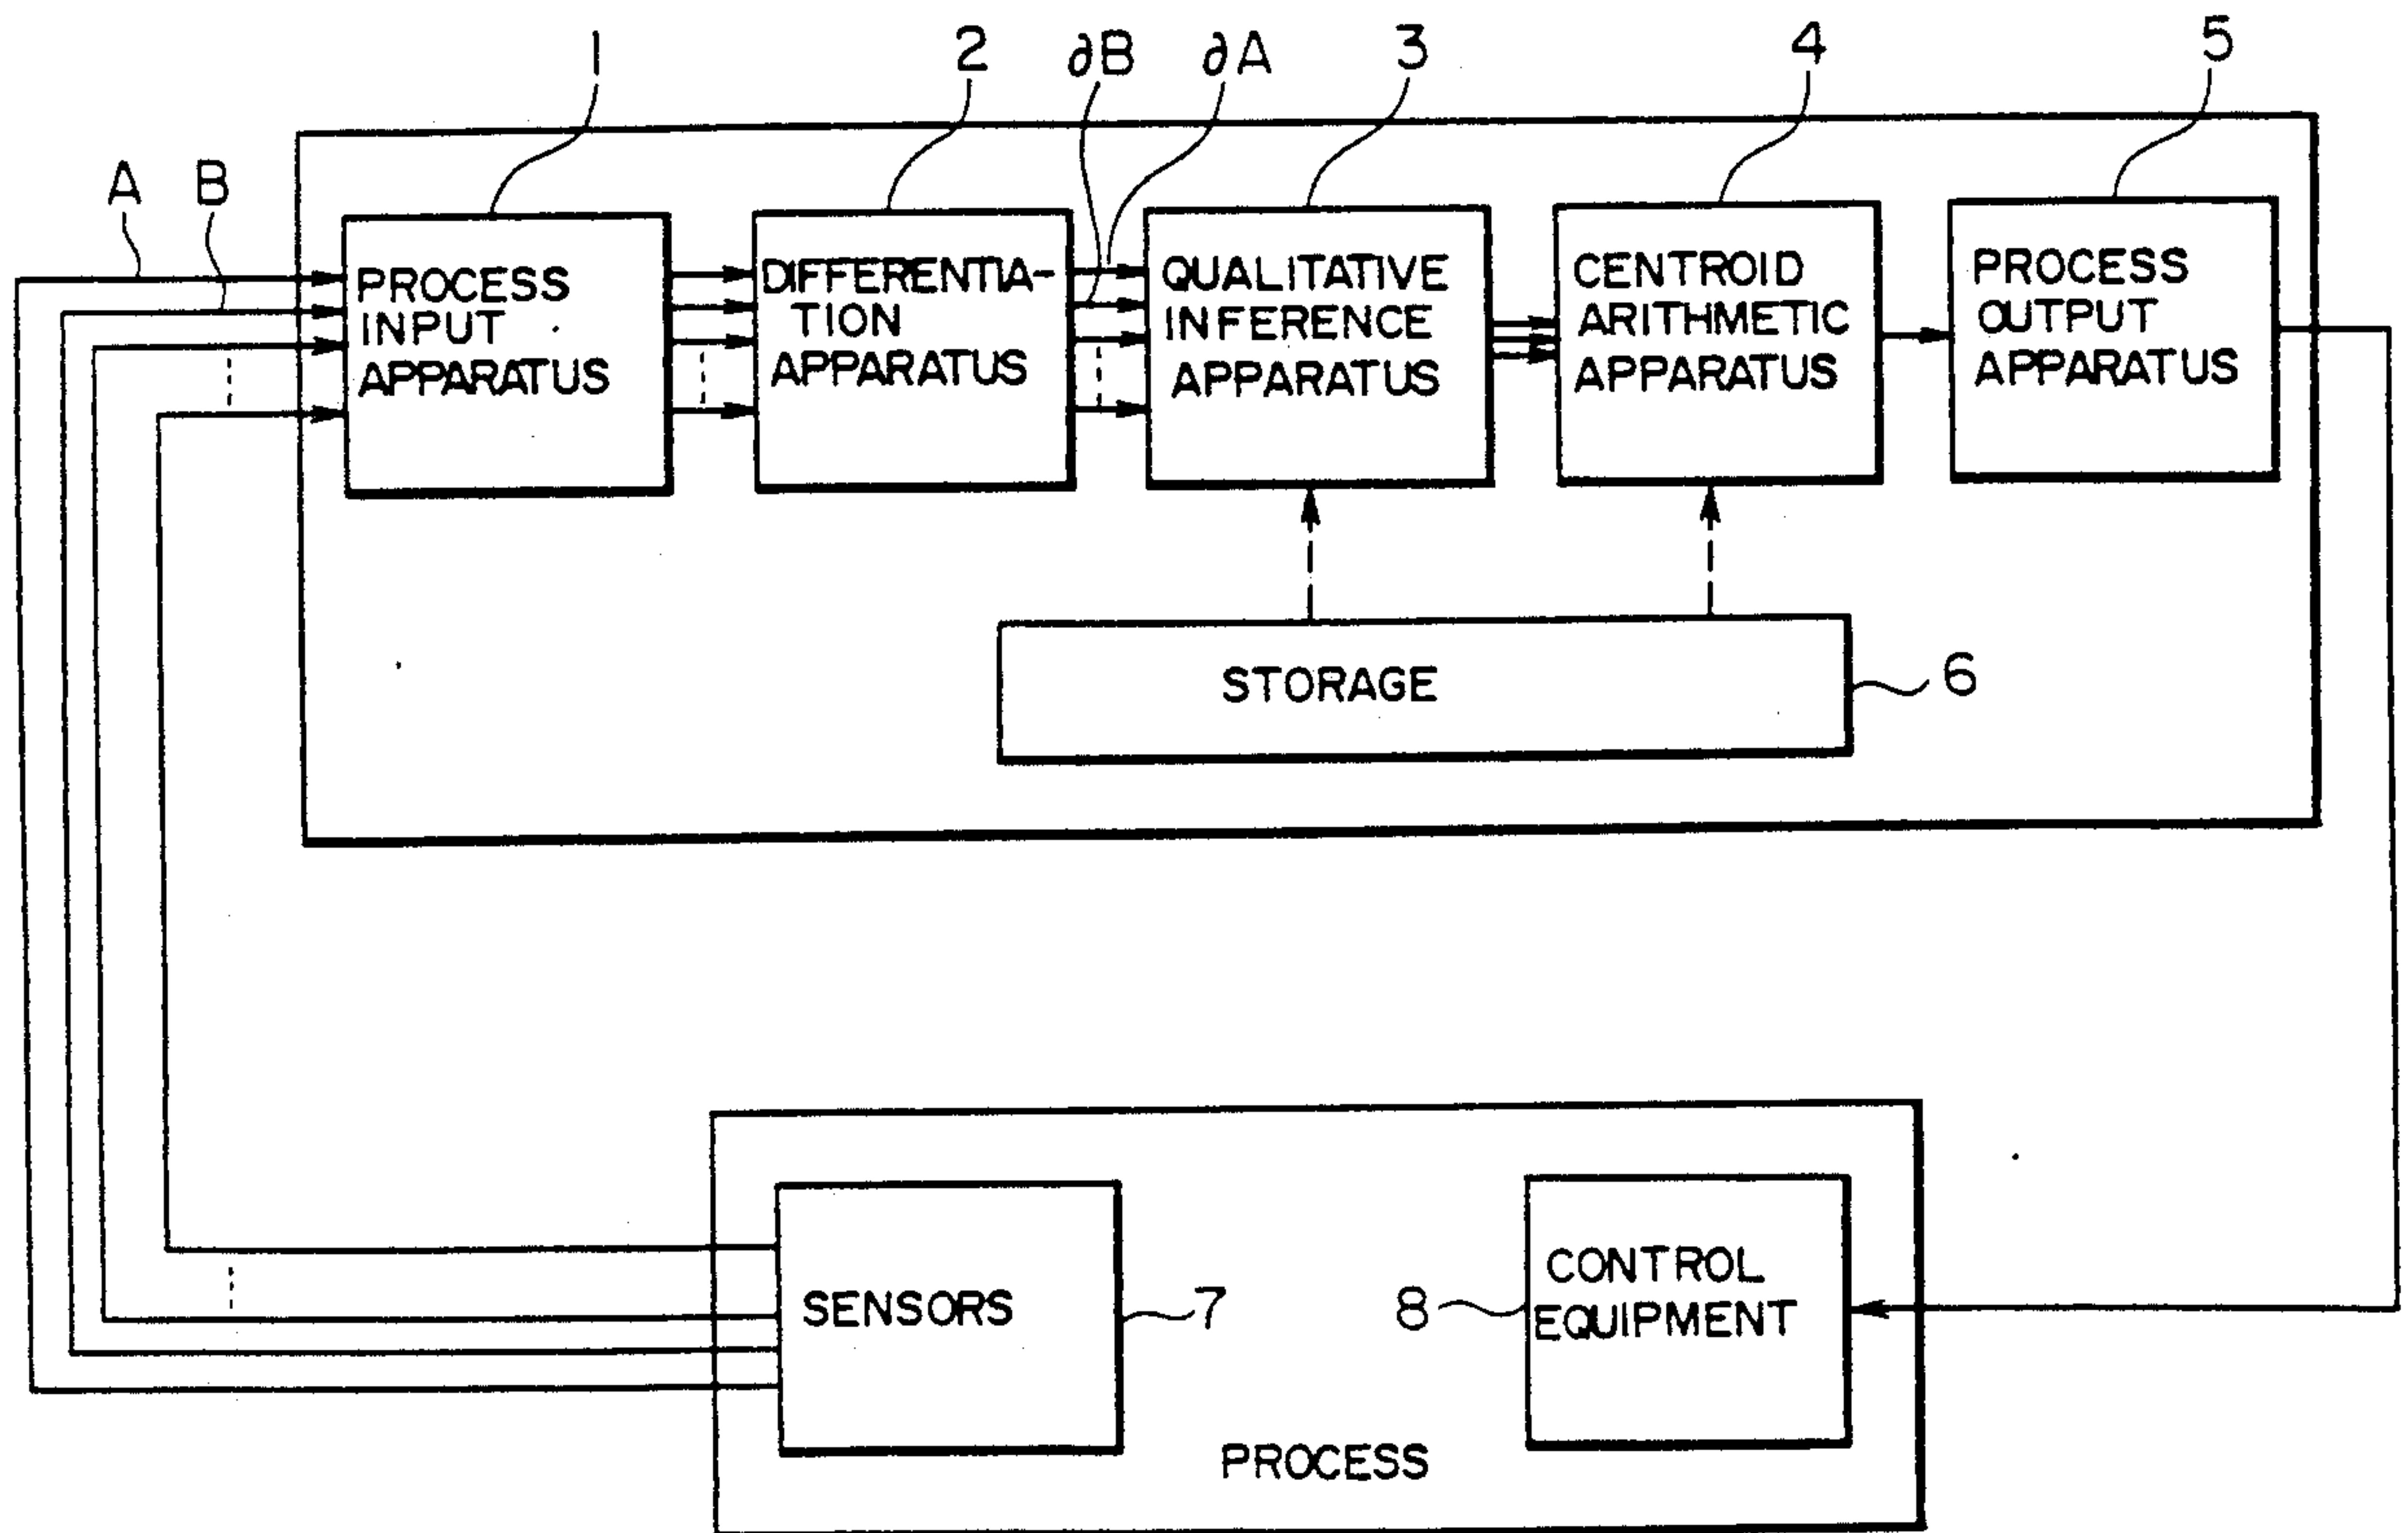 1
2
∂B
∂A
3
4
5
A
B
PROCESS
INPUT
APPARATUS
DIFFERENTIA-
TION
APPARATUS
QUALITATIVE
INFERENCE
APPARATUS
CENTROID
ARITHMETIC
APPARATUS
PROCESS
OUTPUT
APPARATUS
STORAGE
6
SENSORS
7
8
CONTROL
EQUIPMENT
PROCESS